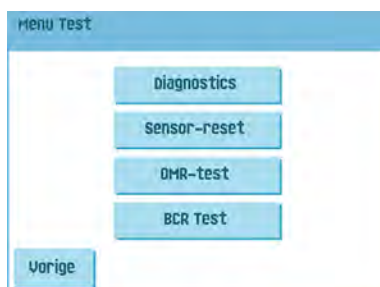 Menu Test
Diagnostics
Sensor-reset
OMR-test
BCR Test
Vorige